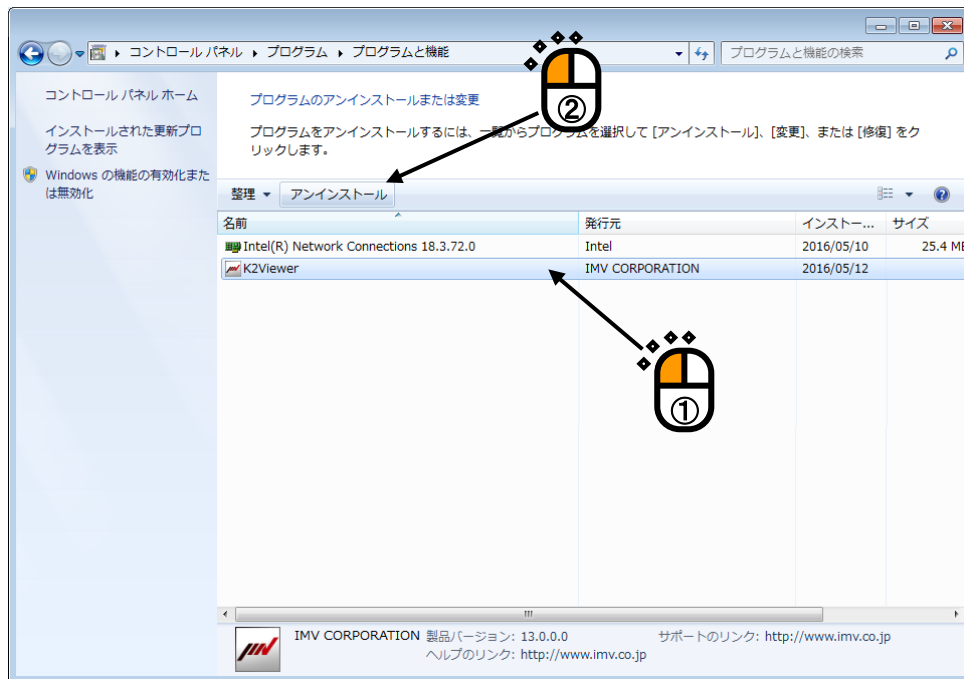 コントロール パネル ▸ プログラム ▸ プログラムと機能
プログラムと機能の検索
コントロール パネル ホーム
インストールされた更新プロ
グラムを表示
Windows の機能の有効化また
は無効化
プログラムのアンインストールまたは変更
プログラムをアンインストールするには、一覧からプログラムを選択して [アンインストール]、[変更]、または [修復] をク
リックします。
②
整理 ▼ アンインストール
名前 発行元 インストー... サイズ
Intel(R) Network Connections 18.3.72.0 Intel 2016/05/10 25.4 MB
K2Viewer IMV CORPORATION 2016/05/12
①
IMV CORPORATION 製品バージョン: 13.0.0.0 サポートのリンク: http://www.imv.co.jp
ヘルプのリンク: http://www.imv.co.jp